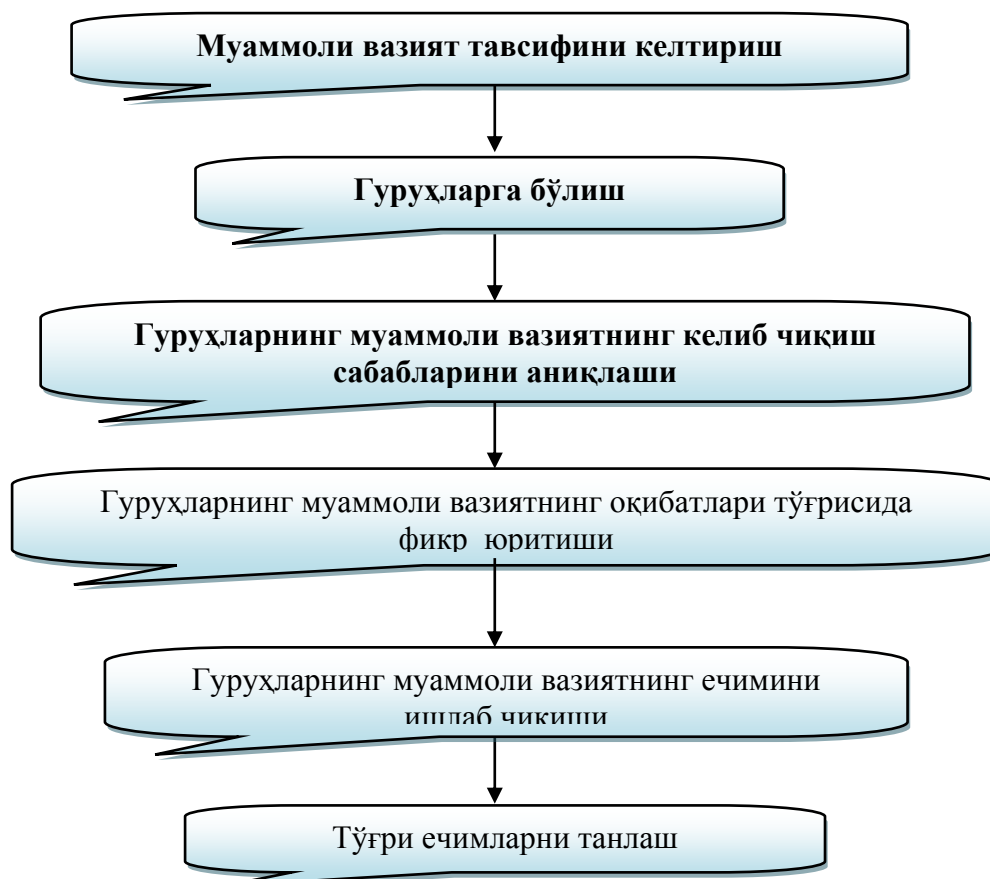 Муаммоли вазият тавсифини келтириш
Гуруҳларга бўлиш
Гуруҳларнинг муаммоли вазиятнинг келиб чиқиш
сабабларини аниқлаши
Гуруҳларнинг муаммоли вазиятнинг оқибатлари тўғрисида
фикр юритиши
Гуруҳларнинг муаммоли вазиятнинг ечимини
ишлаб чиқиши
Тўғри ечимларни танлаш